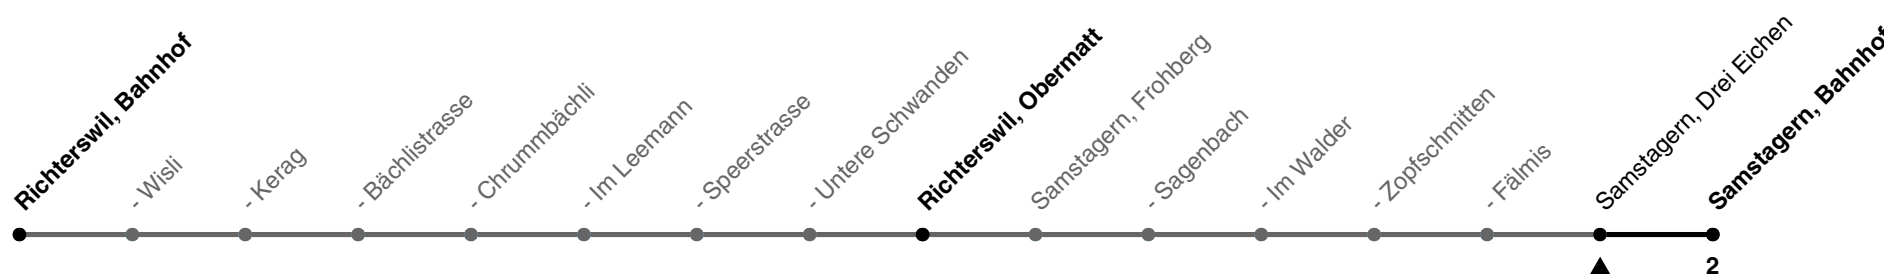 Richterswil, Bahnhof
- Wisli
- Kerag
- Bächlistrasse
- Chrummbächli
- Im Leemann
- Speerstrasse
- Untere Schwanden
Richterswil, Obermatt
Samstagern, Frohberg
- Sagenbach
- Im Walder
- Zopfschmitten
- Fälmis
Samstagern, Drei Eichen
Samstagern, Bahnhof
2